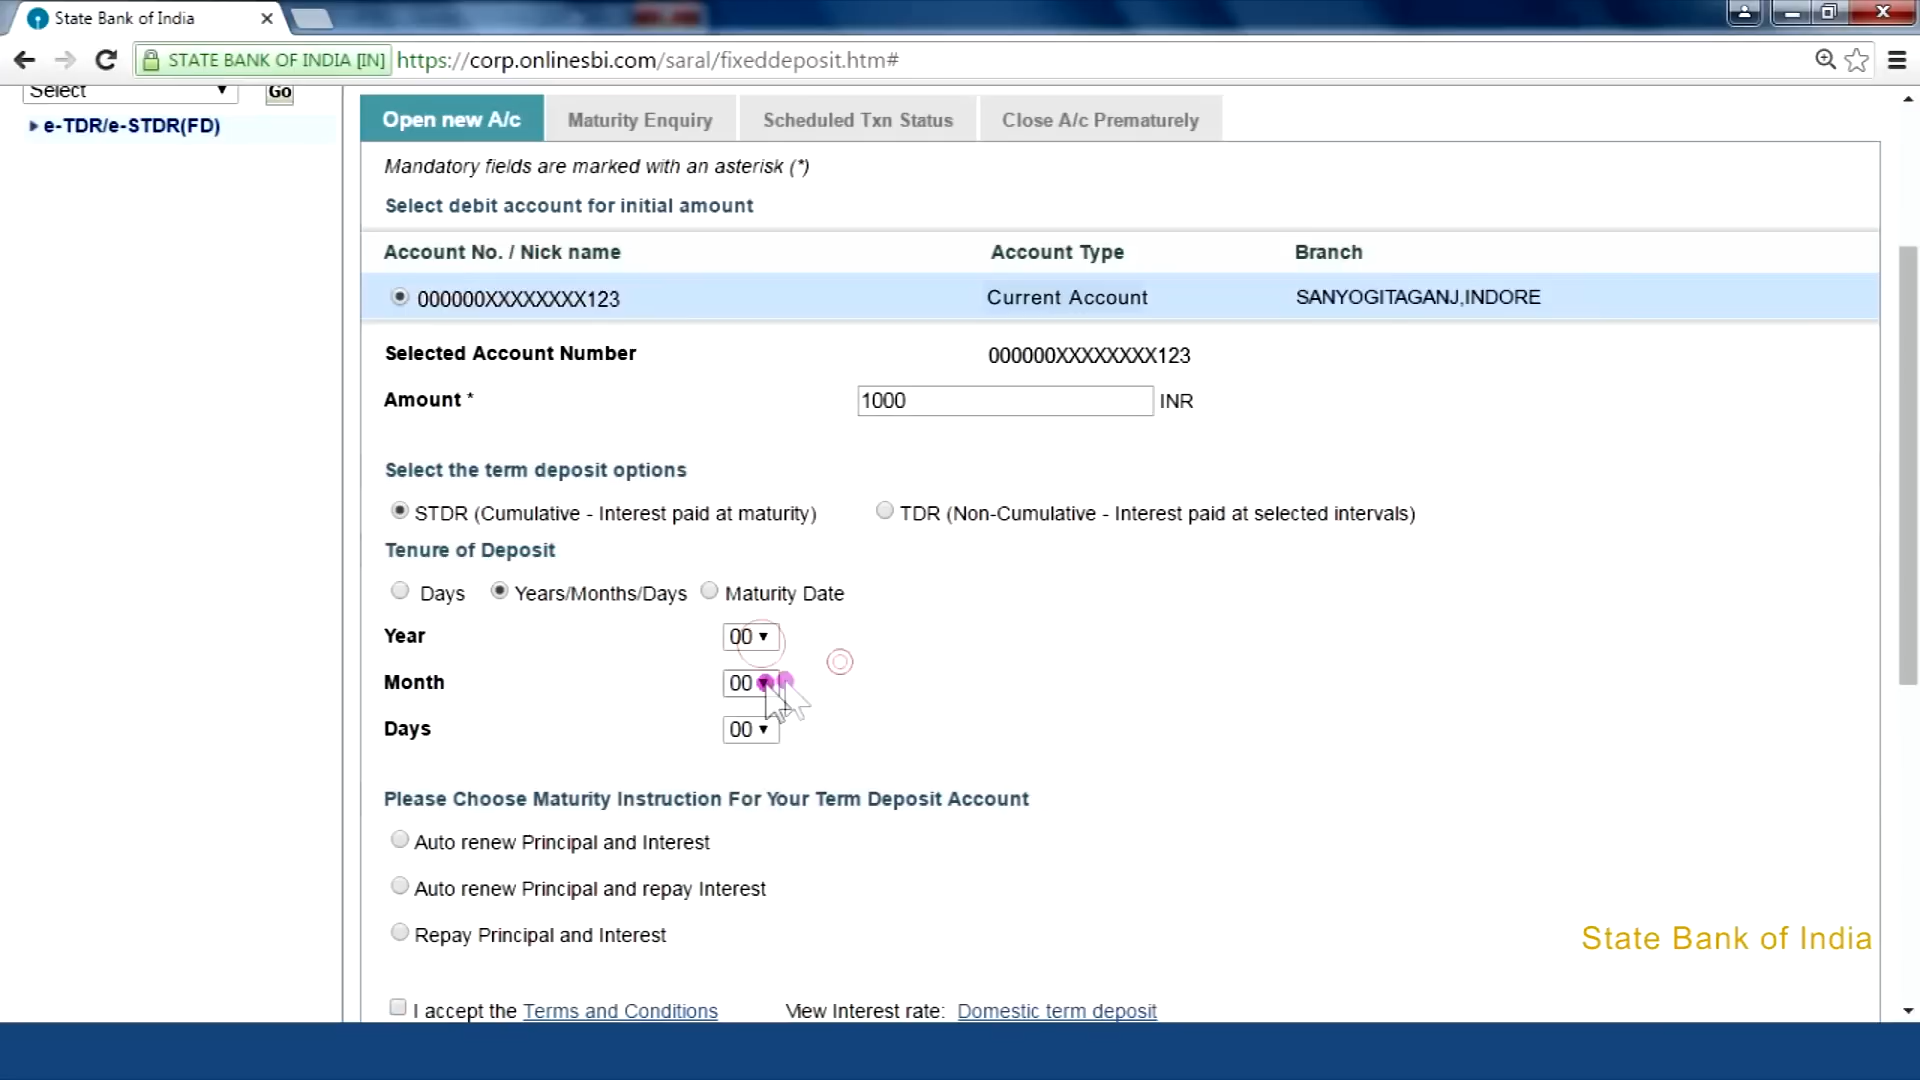 State Bank of India
STATE BANK OF INDIA [IN] https://corp.onlinesbi.com/saral/fixeddeposit.htm#
Select Go
e-TDR/e-STDR(FD)
Open new A/c Maturity Enquiry Scheduled Txn Status Close A/c Prematurely
Mandatory fields are marked with an asterisk (*)
Select debit account for initial amount
Account No. / Nick name Account Type Branch
000000XXXXXXXX123 Current Account SANYOGITAGANJ,INDORE
Selected Account Number 000000XXXXXXXX123
Amount * 1000 INR
Select the term deposit options
STDR (Cumulative - Interest paid at maturity) TDR (Non-Cumulative - Interest paid at selected intervals)
Tenure of Deposit
Days Years/Months/Days Maturity Date
Year 00
Month 00
Days 00
Please Choose Maturity Instruction For Your Term Deposit Account
Auto renew Principal and Interest
Auto renew Principal and repay Interest
Repay Principal and Interest
State Bank of India
I accept the Terms and Conditions View Interest rate: Domestic term deposit